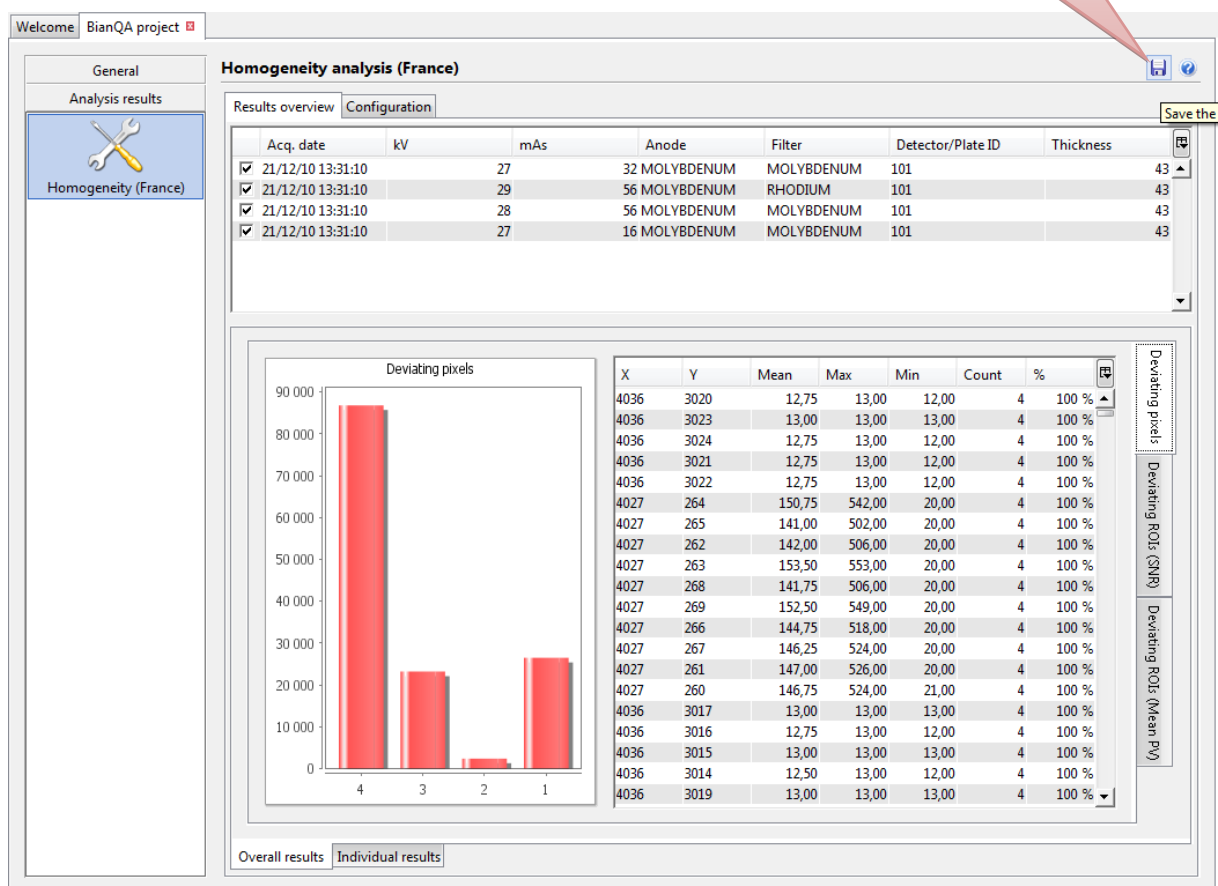 Welcome BianQA project
General
Analysis results
Homogeneity (France)
Homogeneity analysis (France)
Save the
Results overview Configuration
Acq. date kV mAs Anode Filter Detector/Plate ID Thickness
21/12/10 13:31:10 27 32 MOLYBDENUM MOLYBDENUM 101 43
21/12/10 13:31:10 29 56 MOLYBDENUM RHODIUM 101 43
21/12/10 13:31:10 28 56 MOLYBDENUM MOLYBDENUM 101 43
21/12/10 13:31:10 27 16 MOLYBDENUM MOLYBDENUM 101 43
Deviating pixels
90 000
80 000
70 000
60 000
50 000
40 000
30 000
20 000
10 000
0
4 3 2 1
X Y Mean Max Min Count %
4036 3020 12,75 13,00 12,00 4 100 %
4036 3023 13,00 13,00 13,00 4 100 %
4036 3024 12,75 13,00 12,00 4 100 %
4036 3021 12,75 13,00 12,00 4 100 %
4036 3022 12,75 13,00 12,00 4 100 %
4027 264 150,75 542,00 20,00 4 100 %
4027 265 141,00 502,00 20,00 4 100 %
4027 262 142,00 506,00 20,00 4 100 %
4027 263 153,50 553,00 20,00 4 100 %
4027 268 141,75 506,00 20,00 4 100 %
4027 269 152,50 549,00 20,00 4 100 %
4027 266 144,75 518,00 20,00 4 100 %
4027 267 146,25 524,00 20,00 4 100 %
4027 261 147,00 526,00 20,00 4 100 %
4027 260 146,75 524,00 21,00 4 100 %
4036 3017 13,00 13,00 13,00 4 100 %
4036 3016 12,75 13,00 12,00 4 100 %
4036 3015 13,00 13,00 13,00 4 100 %
4036 3014 12,50 13,00 12,00 4 100 %
4036 3019 13,00 13,00 13,00 4 100 %
Deviating pixels
Deviating ROIs (SNR)
Deviating ROIs (Mean PV)
Overall results Individual results